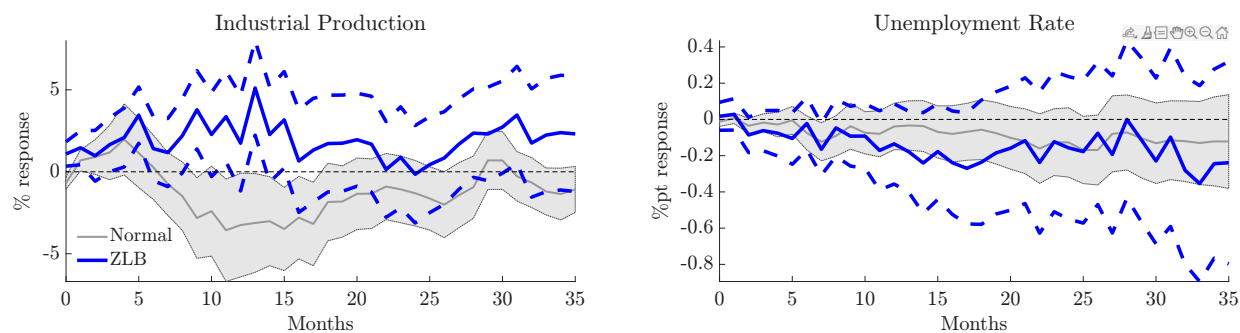 Industrial Production
% response
5
0
-5
Normal
ZLB
0 5 10 15 20 25 30 35
Months
Unemployment Rate
%pt response
0.4
0.2
0
-0.2
-0.4
-0.6
-0.8
0 5 10 15 20 25 30 35
Months